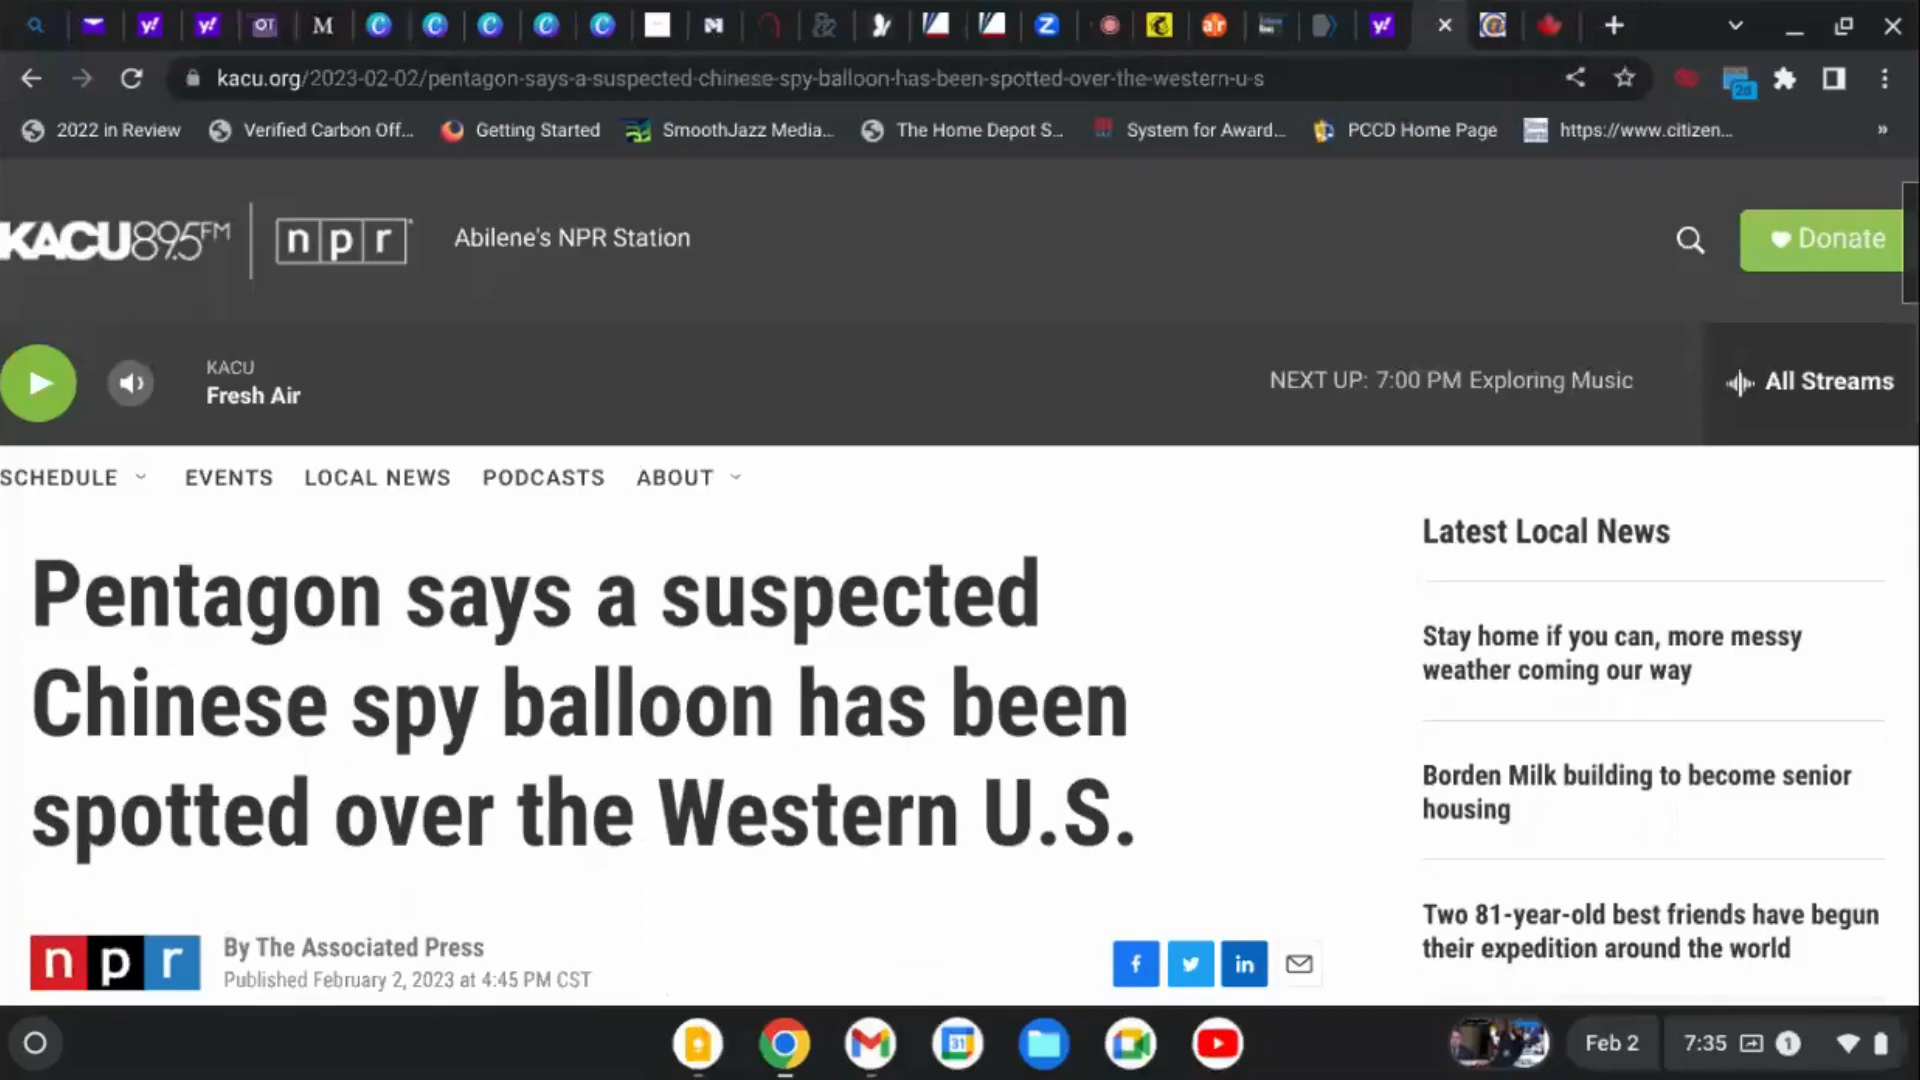 kacu.org/2023-02-02/pentagon-says-a-suspected-chinese-spy-balloon-has-been-spotted-over-the-western-u-s
2d
2022 in Review
Verified Carbon Off...
Getting Started
SmoothJazz Media...
The Home Depot S...
System for Award...
PCCD Home Page
https://www.citizen...
»
KACU89.5FM
npr
Abilene's NPR Station
Donate
KACU
Fresh Air
NEXT UP: 7:00 PM Exploring Music
All Streams
SCHEDULE
EVENTS
LOCAL NEWS
PODCASTS
ABOUT
Pentagon says a suspected
Chinese spy balloon has been
spotted over the Western U.S.
npr
By The Associated Press
Published February 2, 2023 at 4:45 PM CST
Latest Local News
Stay home if you can, more messy
weather coming our way
Borden Milk building to become senior
housing
Two 81-year-old best friends have begun
their expedition around the world
31
Feb 2
7:35
1